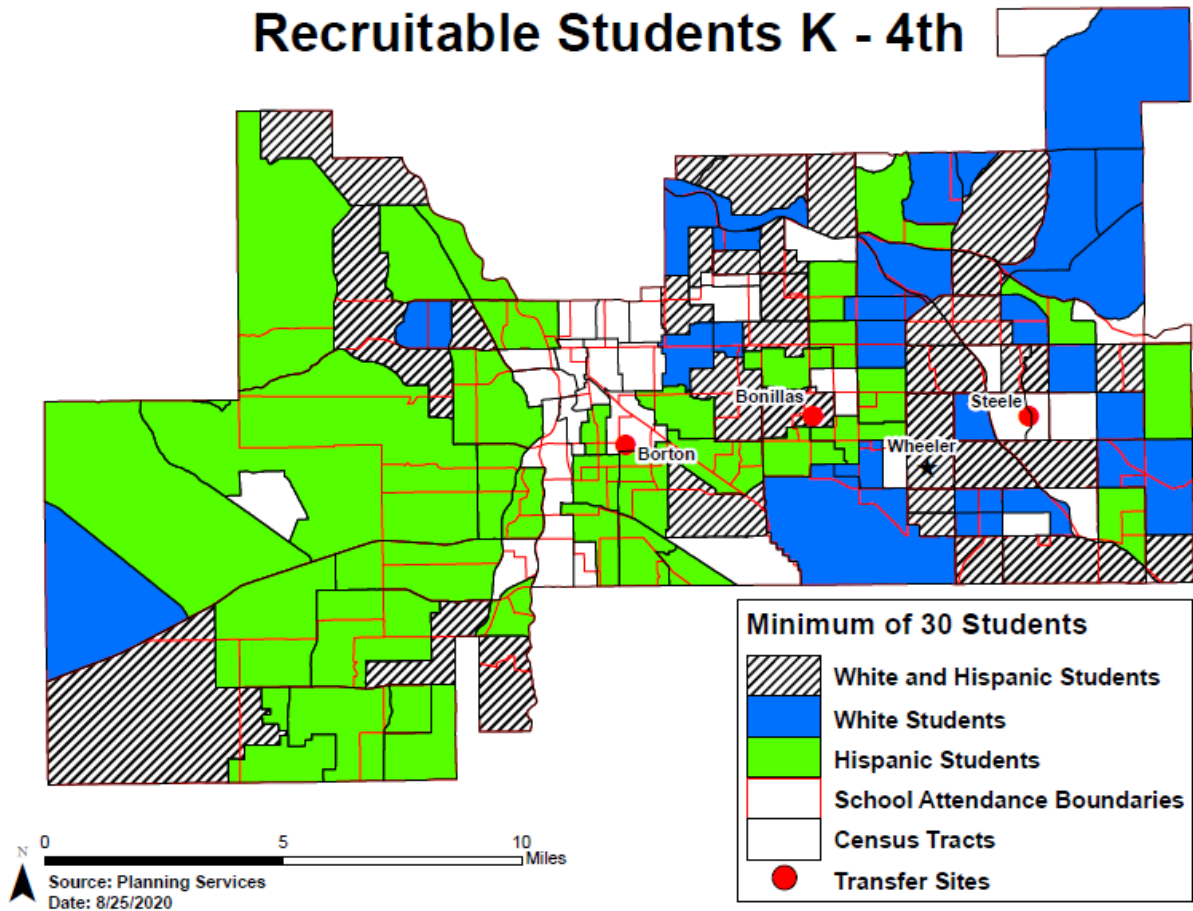 Recruitable Students K - 4th
Bonillas
Steele
Borton
Wheeler
Minimum of 30 Students
White and Hispanic Students
White Students
Hispanic Students
School Attendance Boundaries
Census Tracts
Transfer Sites
N
0 5 10
Miles
Source: Planning Services
Date: 8/25/2020